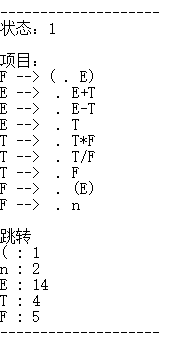 --------------------
状态：1
项目：
F --> ( . E)
E --> . E+T
E --> . E-T
E --> . T
T --> . T*F
T --> . T/F
T --> . F
F --> . (E)
F --> . n
跳转
( : 1
n : 2
E : 14
T : 4
F : 5
--------------------